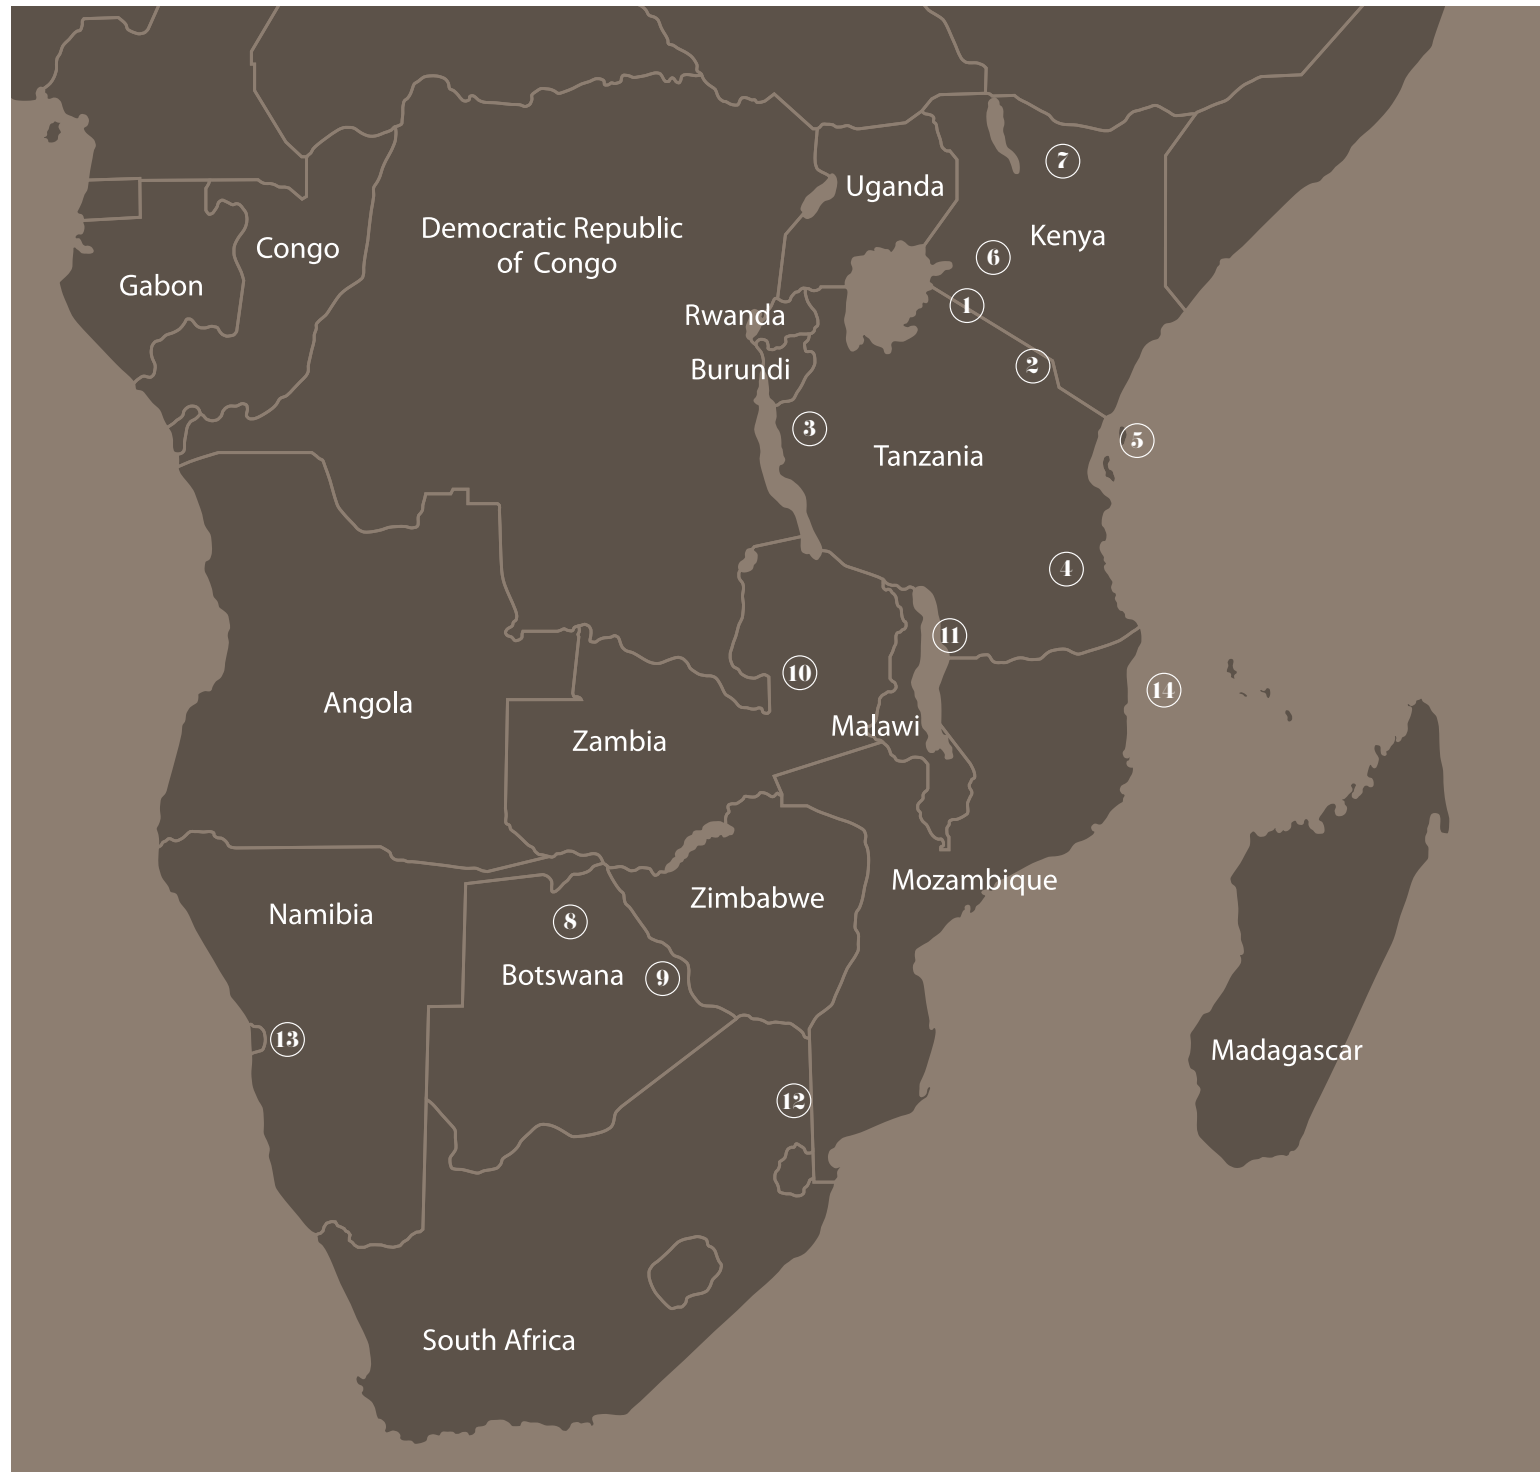 7
Uganda
Democratic Republic
of Congo
Kenya
Congo
6
Gabon
1
Rwanda
2
Burundi
3
5
Tanzania
4
11
10
14
Angola
Malawi
Zambia
Mozambique
Zimbabwe
Namibia
8
Botswana
9
13
Madagascar
12
South Africa